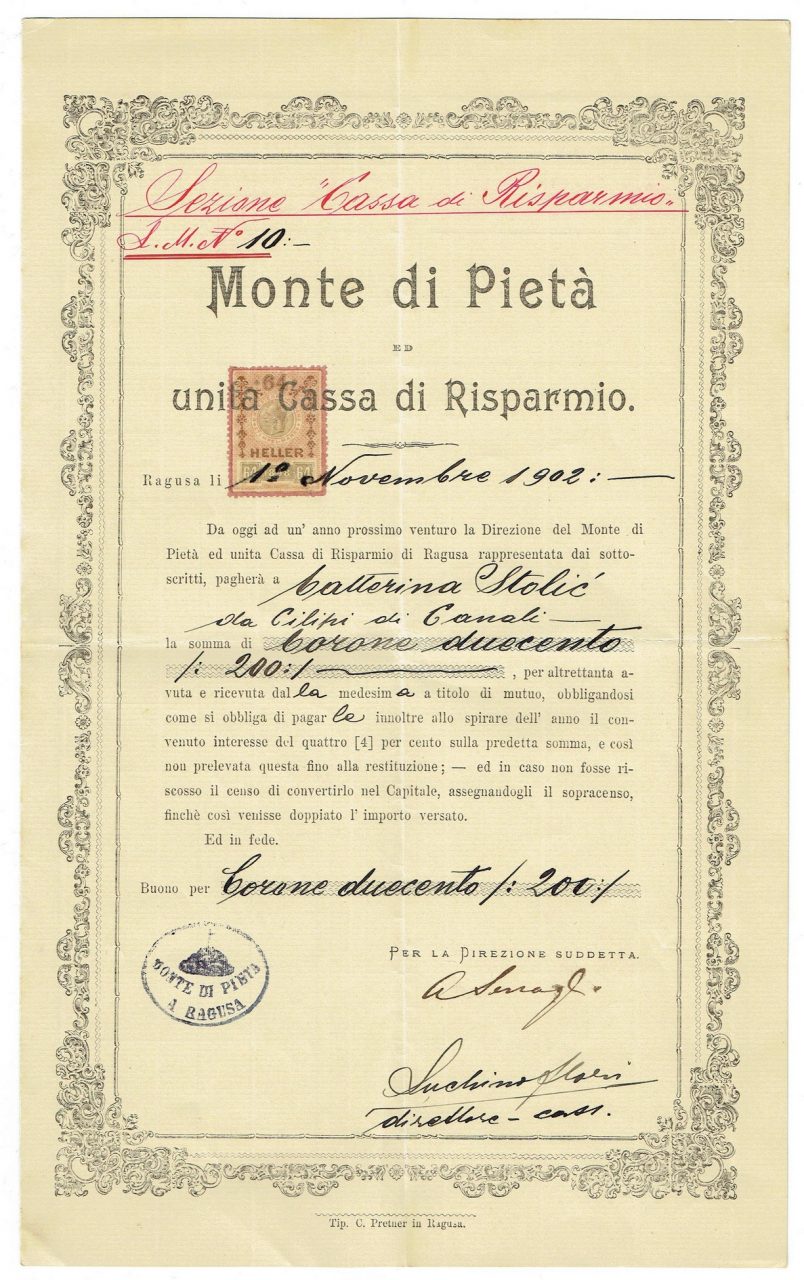 Sezione "Cassa di Risparmio„
L. M. No 10:—
Monte di Pietà
ED
unita Cassa di Risparmio.
64
HELLER
64 64
Ragusa li 1o Novembre 1902:—
Da oggi ad un' anno prossimo venturo la Direzione del Monte di
Pietà ed unita Cassa di Risparmio di Ragusa rappresentata dai sotto-
scritti, pagherà a Catterina Stolić
da Cilipi di Canali—
la somma di Corone duecento
/: 200:/ — , per altrettanta a-
vuta e ricevuta dalla medesima a titolo di mutuo, obbligandosi
come si obbliga di pagarle innoltre allo spirare dell' anno il con-
venuto interesse del quattro [4] per cento sulla predetta somma, e così
non prelevata questa fino alla restituzione; — ed in caso non fosse ri-
scosso il censo di convertirlo nel Capitale, assegnandogli il sopracenso,
finchè così venisse doppiato l' importo versato.
Ed in fede.
Buono per Corone duecento /: 200:/
PER LA DIREZIONE SUDDETTA.
MONTE DI PIETÀ
A RAGUSA
Luchino
direttore - cass.
Tip. C. Pretner in Ragusa.